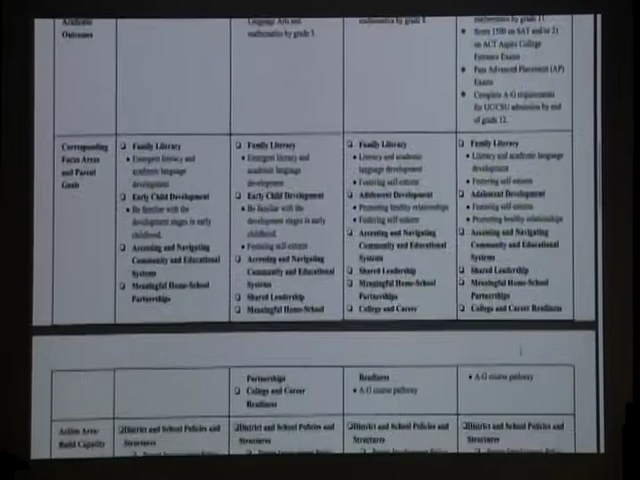 Academic
Outcomes
Language Arts and
mathematics by grade 5.
mathematics by grade 8.
mathematics by grade 11.
Score 1500 on SAT and/or 21
on ACT Aspire College
Entrance Exams
Pass Advanced Placement (AP)
Exams
Complete A-G requirements
for UC/CSU admission by end
of grade 12.
Corresponding
Focus Areas
and Parent
Goals
❑ Family Literacy
• Emergent literacy and
academic language
development
❑ Early Child Development
• Be familiar with the
development stages in early
childhood.
❑ Accessing and Navigating
Community and Educational
Systems
❑ Meaningful Home-School
Partnerships
❑ Family Literacy
• Emergent literacy and
academic language
development
❑ Early Child Development
• Be familiar with the
development stages in early
childhood.
• Fostering self-esteem
❑ Accessing and Navigating
Community and Educational
Systems
❑ Shared Leadership
❑ Meaningful Home-School
❑ Family Literacy
• Literacy and academic
language development
• Fostering self-esteem
❑ Adolescent Development
• Promoting healthy relationships
• Fostering self-esteem
❑ Accessing and Navigating
Community and Educational
Systems
❑ Shared Leadership
❑ Meaningful Home-School
Partnerships
❑ College and Career
❑ Family Literacy
• Literacy and academic language
development
• Fostering self-esteem
❑ Adolescent Development
• Fostering self-esteem
• Promoting healthy relationships
❑ Accessing and Navigating
Community and Educational
Systems
❑ Shared Leadership
❑ Meaningful Home-School
Partnerships
❑ College and Career Readiness
Partnerships
❑ College and Career
Readiness
Readiness
• A-G course pathway
• A-G course pathway
Action Area:
Build Capacity
❑District and School Policies and
Structures
❑District and School Policies and
Structures
❑District and School Policies and
Structures
❑District and School Policies and
Structures